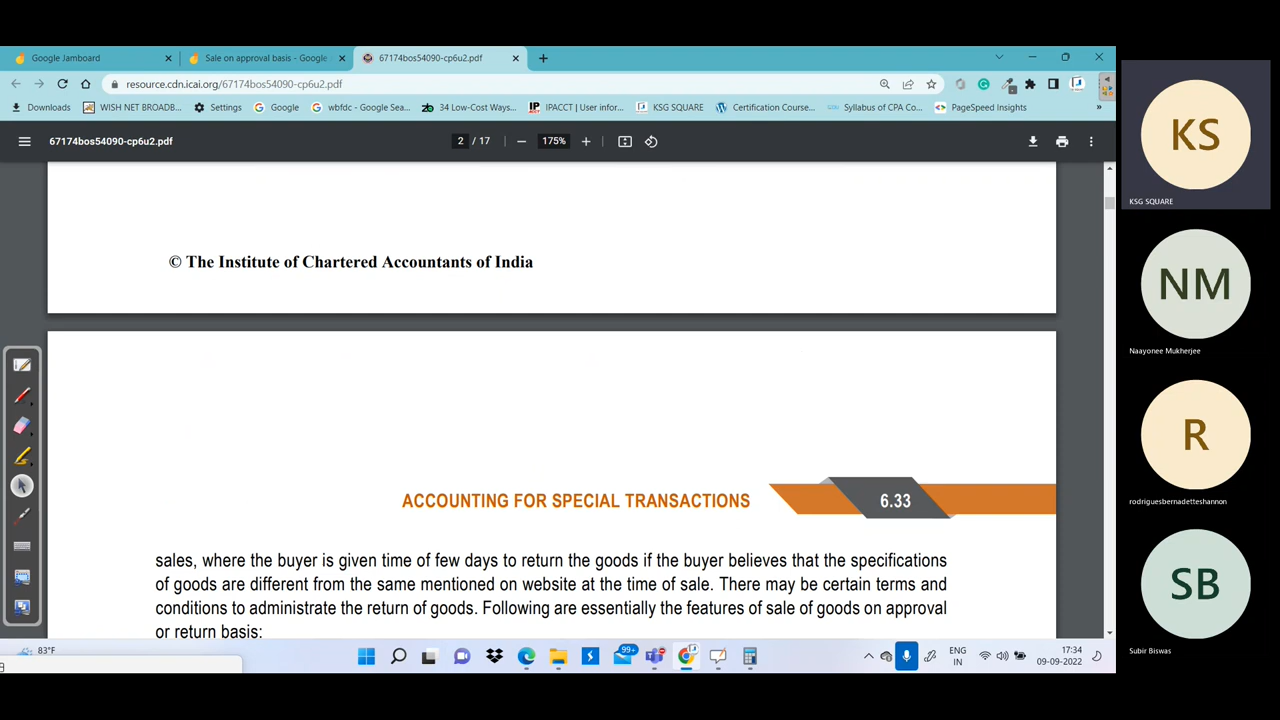 Google Jamboard
Sale on approval basis - Google
67174bos54090-cp6u2.pdf
resource.cdn.icai.org/67174bos54090-cp6u2.pdf
Downloads
WISH NET BROADB...
Settings
Google
wbfdc - Google Sea...
34 Low-Cost Ways...
IPACCT | User infor...
KSG SQUARE
Certification Course...
Syllabus of CPA Co...
PageSpeed Insights
»
67174bos54090-cp6u2.pdf
2 / 17
175%
© The Institute of Chartered Accountants of India
ACCOUNTING FOR SPECIAL TRANSACTIONS
6.33
sales, where the buyer is given time of few days to return the goods if the buyer believes that the specifications
of goods are different from the same mentioned on website at the time of sale. There may be certain terms and
conditions to administrate the return of goods. Following are essentially the features of sale of goods on approval
or return basis:
83°F
99+
ENG
IN
17:34
09-09-2022
KS
KSG SQUARE
NM
Naayonee Mukherjee
R
rodriguesbernadetteshannon
SB
Subir Biswas